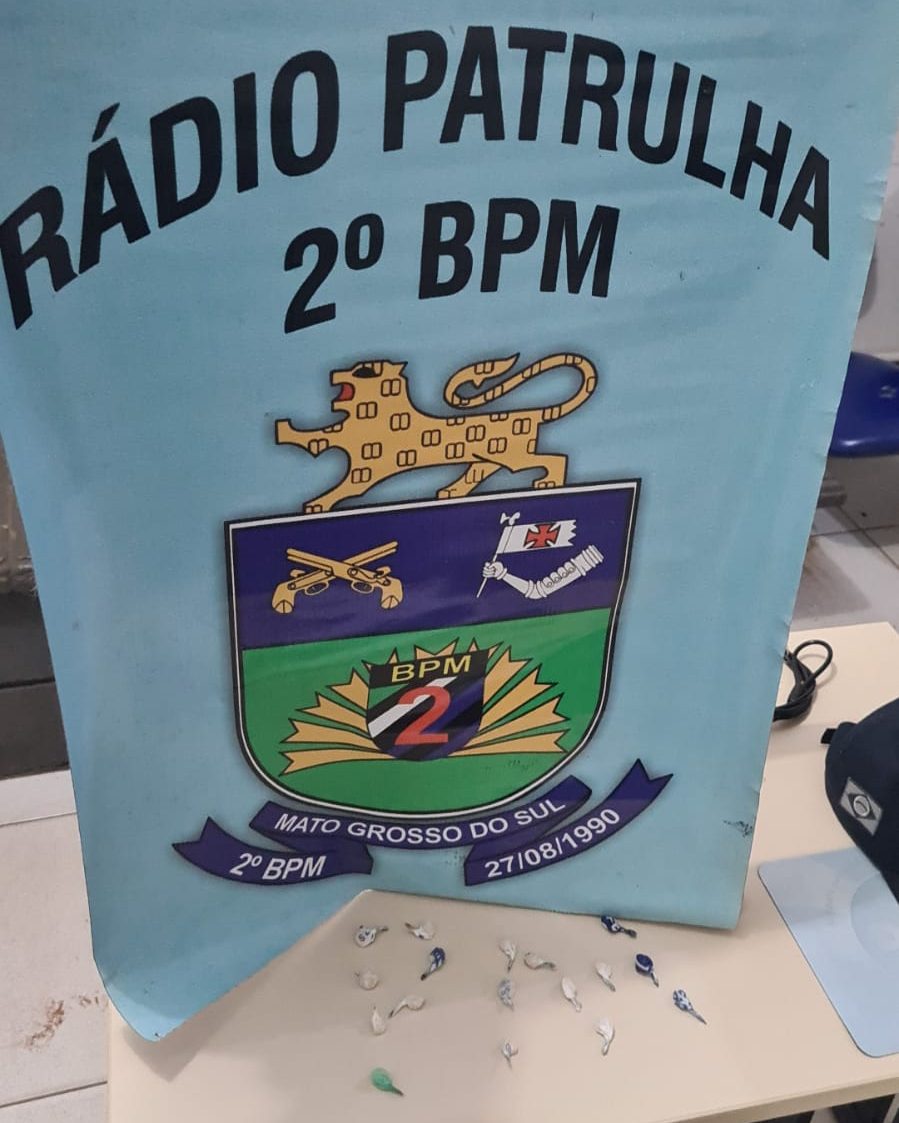 RÁDIO PATRULHA
2º BPM
BPM
2
MATO GROSSO DO SUL
2º BPM
27/08/1990